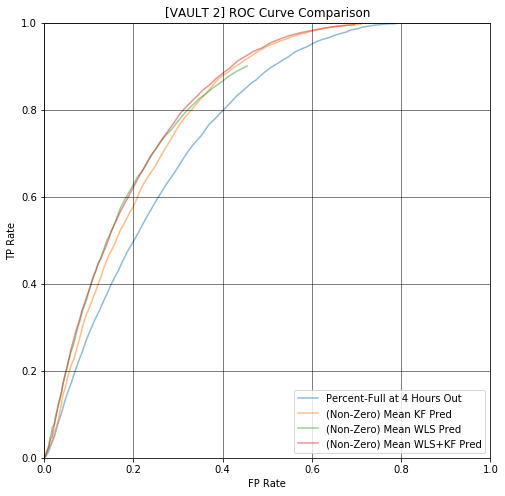 [VAULT 2] ROC Curve Comparison
1.0
0.8
0.6
0.4
0.2
0.0
TP Rate
0.0 0.2 0.4 0.6 0.8 1.0
FP Rate
Percent-Full at 4 Hours Out
(Non-Zero) Mean KF Pred
(Non-Zero) Mean WLS Pred
(Non-Zero) Mean WLS+KF Pred